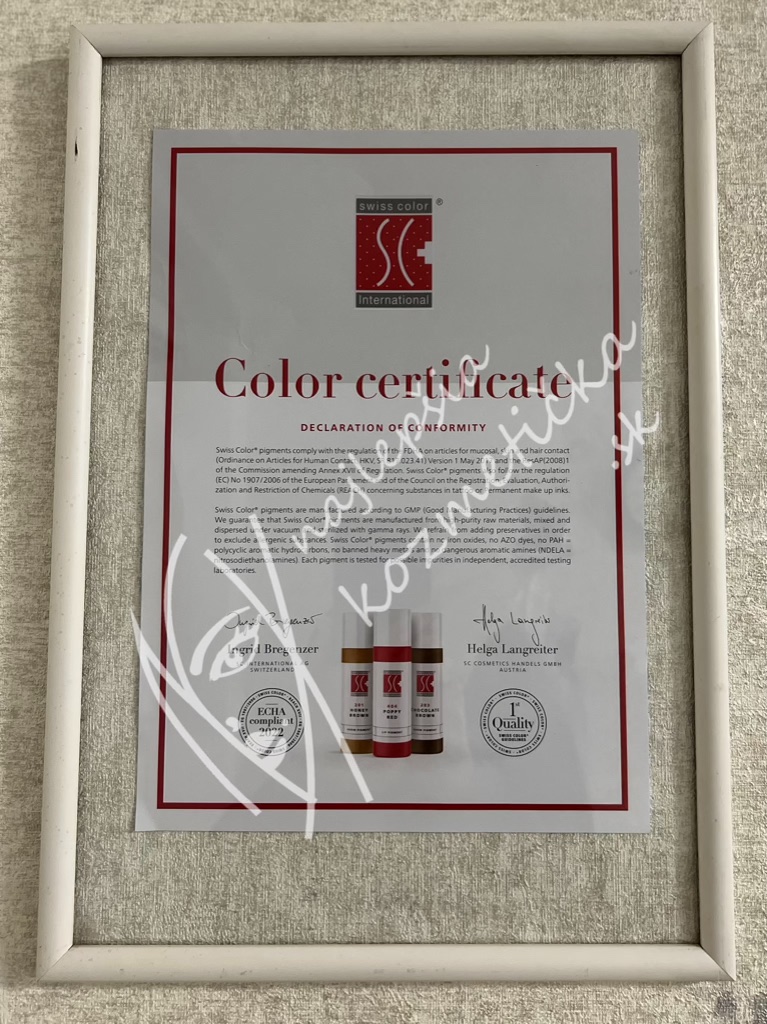 swiss color ®
SC
International
Color certificate
DECLARATION OF CONFORMITY
Swiss Color® pigments comply with the regulation FDHA on articles for mucosal, skin and hair contact
(Ordinance on Articles for Human Contact, HKV, SR 817.023.41) Version 1 May 2017 and the ResAP(2008)1
of the Commission amending Annex XVII of Regulation. Swiss Color® pigments also follow the regulation
(EC) No 1907/2006 of the European Parliament and of the Council on the Registration, Evaluation, Authori-
zation and Restriction of Chemicals (REACH) concerning substances in tattoo or permanent make up inks.
Swiss Color® pigments are manufactured according to GMP (Good Manufacturing Practices) guidelines.
We guarantee that Swiss Color® pigments are manufactured from high-purity raw materials, mixed and
dispersed under vacuum and sterilized with gamma rays. We refrain from adding preservatives in order
to exclude allergenic substances. Swiss Color® pigments contain no iron oxides, no AZO dyes, no PAH =
polycyclic aromatic hydrocarbons, no banned heavy metals and no dangerous aromatic amines (NDELA =
nitrosodiethanolamines). Each pigment is tested for possible impurities in independent, accredited testing
laboratories.
najlepšia
kozmetička
.sk
Ingrid Bregenzer
INTERNATIONAL AG
SWITZERLAND
Helga Langreiter
SC COSMETICS HANDELS GMBH
AUSTRIA
201
HONEY
BROWN
POPPY
RED
CHOCOLATE
BROWN
ECHA
compliant
2022
1st
Quality
SWISS COLOR®
GUIDELINES